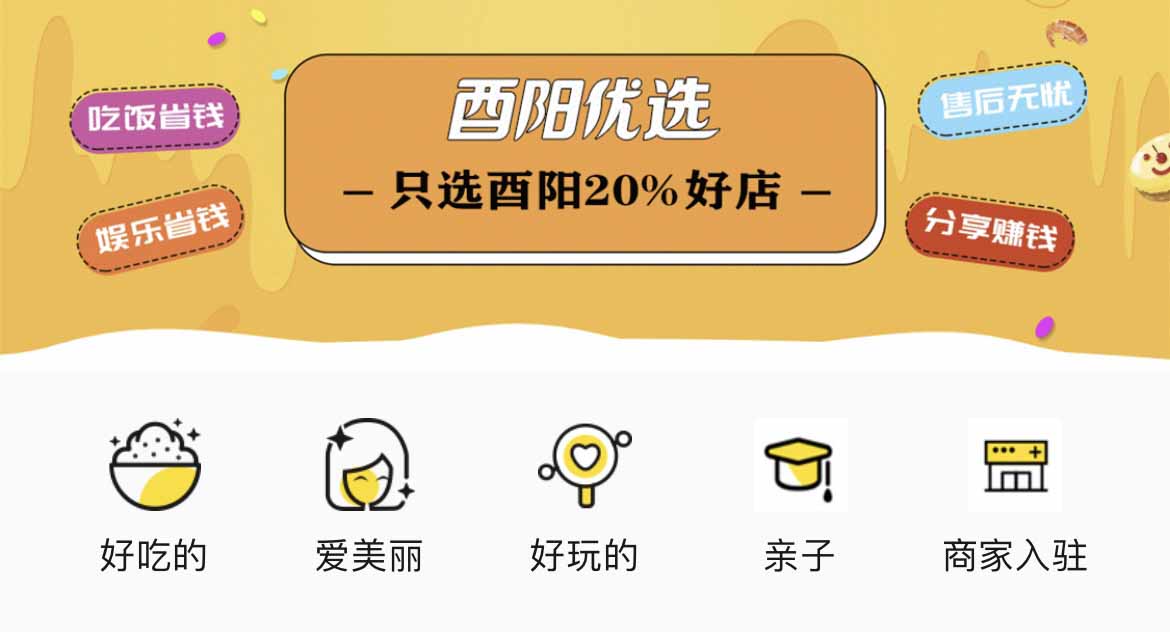 酉阳优选
吃饭省钱
售后无忧
— 只选酉阳20%好店 —
娱乐省钱
分享赚钱
好吃的
爱美丽
好玩的
亲子
商家入驻